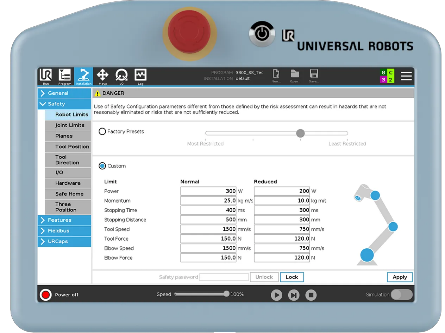 UNIVERSAL ROBOTS
General
DANGER
Safety
Use of Safety Configuration parameters different from those defined by the risk assessment can result in hazards that are not
reasonably eliminated or risks that are not sufficiently reduced.
Robot Limits
Joint Limits
Planes
Tool Position
Tool
Direction
I/O
Hardware
Safe Home
Three
Position
Features
Fieldbus
URCaps
Factory Presets
Most Restricted
Least Restricted
Custom
Limit Normal Reduced
Power 300 W 200 W
Momentum 25.0 kg m/s 10.0 kg m/s
Stopping Time 400 ms 300 ms
Stopping Distance 500 mm 300 mm
Tool Speed 1500 mm/s 750 mm/s
Tool Force 150.0 N 120.0 N
Elbow Speed 1500 mm/s 750 mm/s
Elbow Force 150.0 N 120.0 N
Safety password Unlock Lock Apply
Power off Speed 100% Simulation